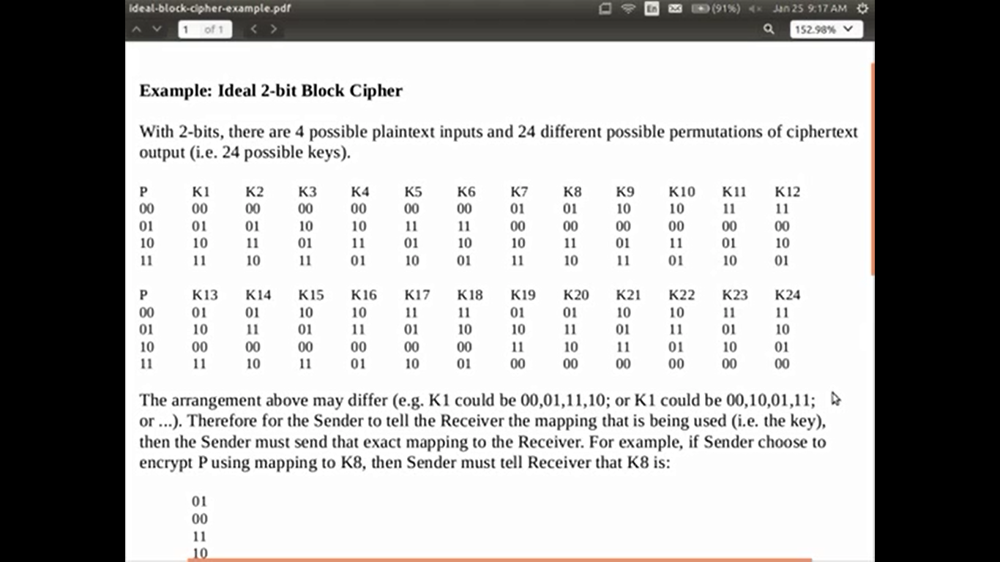 ideal-block-cipher-example.pdf En (91%) Jan 25 9:17 AM
1 of 1 152.98%
Example: Ideal 2-bit Block Cipher
With 2-bits, there are 4 possible plaintext inputs and 24 different possible permutations of ciphertext
output (i.e. 24 possible keys).
P K1 K2 K3 K4 K5 K6 K7 K8 K9 K10 K11 K12
00 00 00 00 00 00 00 01 01 10 10 11 11
01 01 01 10 10 11 11 00 00 00 00 00 00
10 10 11 01 11 01 10 10 11 01 11 01 10
11 11 10 11 01 10 01 11 10 11 01 10 01
P K13 K14 K15 K16 K17 K18 K19 K20 K21 K22 K23 K24
00 01 01 10 10 11 11 01 01 10 10 11 11
01 10 11 01 11 01 10 10 11 01 11 01 10
10 00 00 00 00 00 00 11 10 11 01 10 01
11 11 10 11 01 10 01 00 00 00 00 00 00
The arrangement above may differ (e.g. K1 could be 00,01,11,10; or K1 could be 00,10,01,11;
or ...). Therefore for the Sender to tell the Receiver the mapping that is being used (i.e. the key),
then the Sender must send that exact mapping to the Receiver. For example, if Sender choose to
encrypt P using mapping to K8, then Sender must tell Receiver that K8 is:
01
00
11
10